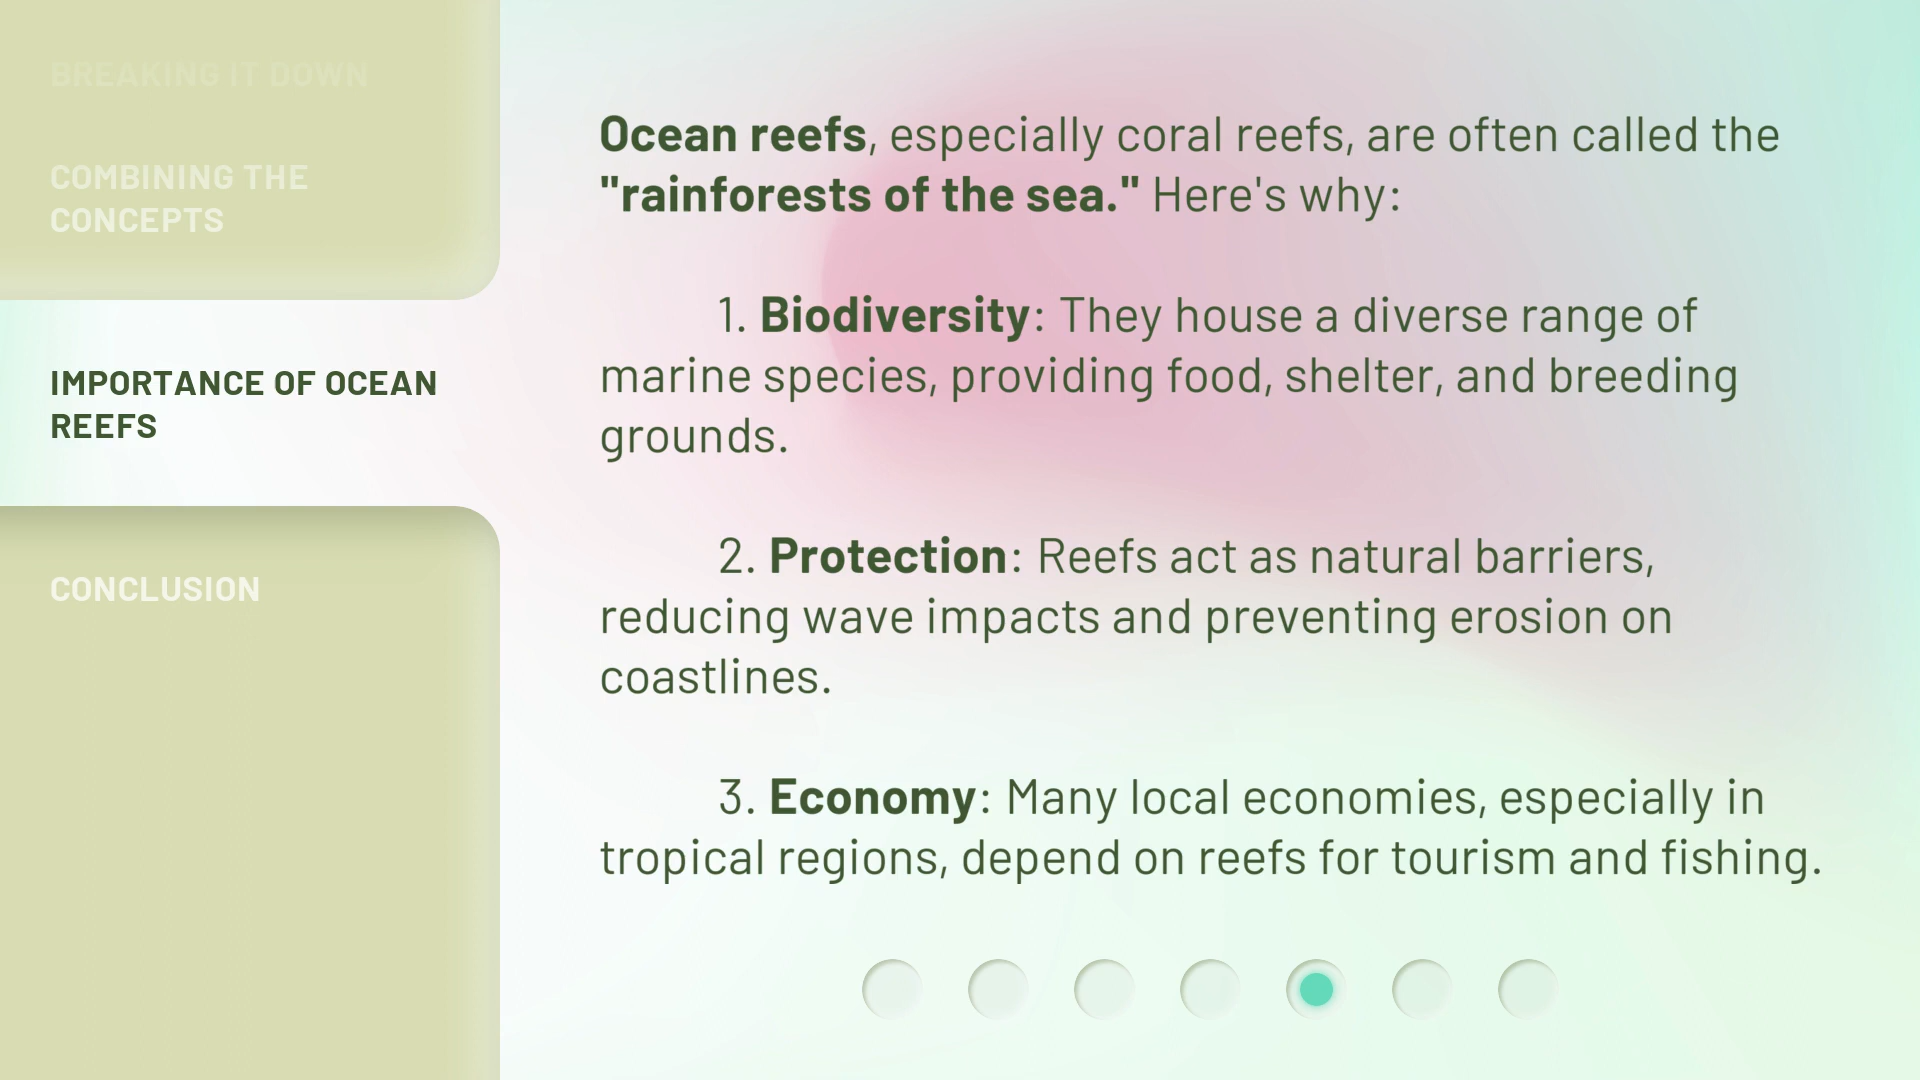 BREAKING IT DOWN
COMBINING THE
CONCEPTS
IMPORTANCE OF OCEAN
REEFS
CONCLUSION
Ocean reefs, especially coral reefs, are often called the
"rainforests of the sea." Here's why:
1. Biodiversity: They house a diverse range of
marine species, providing food, shelter, and breeding
grounds.
2. Protection: Reefs act as natural barriers,
reducing wave impacts and preventing erosion on
coastlines.
3. Economy: Many local economies, especially in
tropical regions, depend on reefs for tourism and fishing.